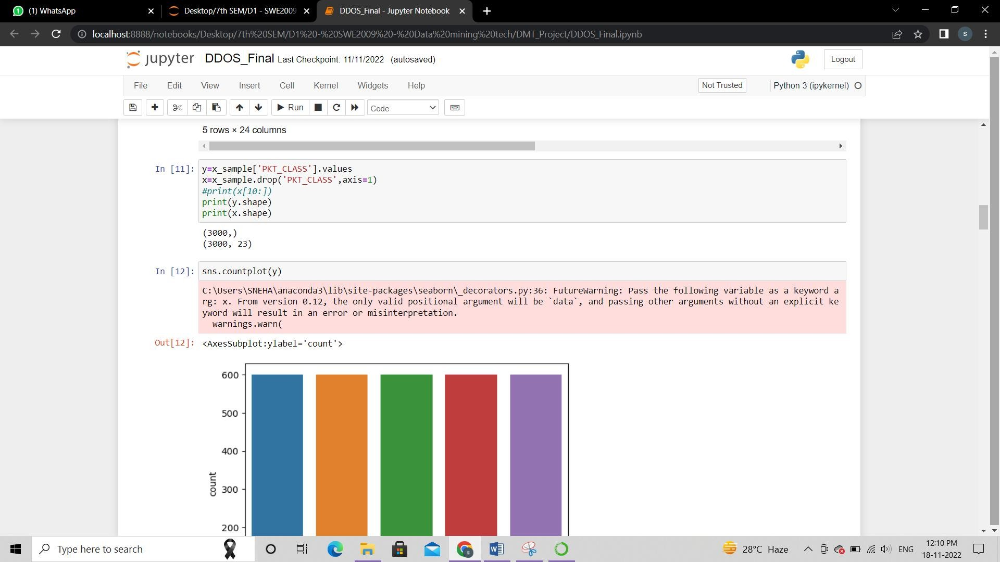 (1) WhatsApp
Desktop/7th SEM/D1 - SWE2009
DDOS_Final - Jupyter Notebook
localhost:8888/notebooks/Desktop/7th%20SEM/D1%20-%20SWE2009%20-%20Data%20mining%20tech/DMT_Project/DDOS_Final.ipynb
S
jupyter DDOS_Final Last Checkpoint: 11/11/2022 (autosaved)
Logout
File Edit View Insert Cell Kernel Widgets Help
Not Trusted
Python 3 (ipykernel)
Run
Code
5 rows × 24 columns
In [11]: y=x_sample['PKT_CLASS'].values
x=x_sample.drop('PKT_CLASS',axis=1)
#print(x[10:])
print(y.shape)
print(x.shape)
(3000,)
(3000, 23)
In [12]: sns.countplot(y)
C:\Users\SNEHA\anaconda3\lib\site-packages\seaborn\_decorators.py:36: FutureWarning: Pass the following variable as a keyword a
rg: x. From version 0.12, the only valid positional argument will be `data`, and passing other arguments without an explicit ke
yword will result in an error or misinterpretation.
warnings.warn(
Out[12]: <AxesSubplot:ylabel='count'>
600
500
400
300
200
count
Type here to search
28°C Haze
ENG
12:10 PM
18-11-2022